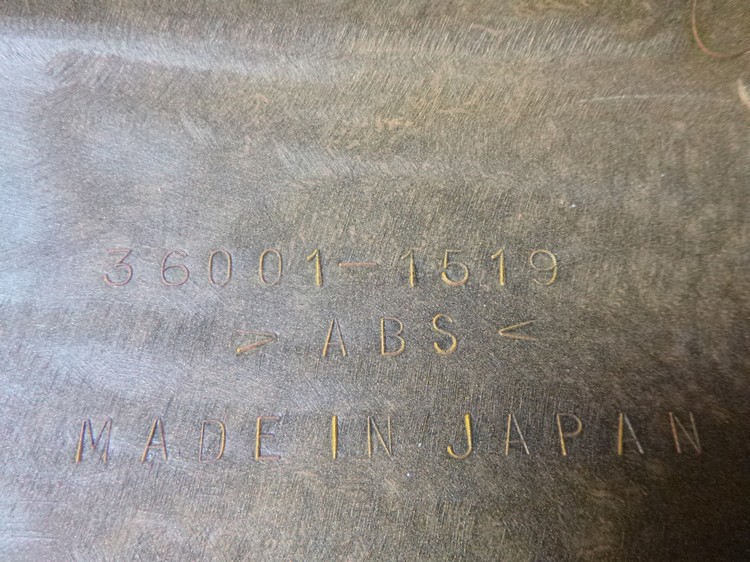 36001-1519
> ABS <
MADE IN JAPAN